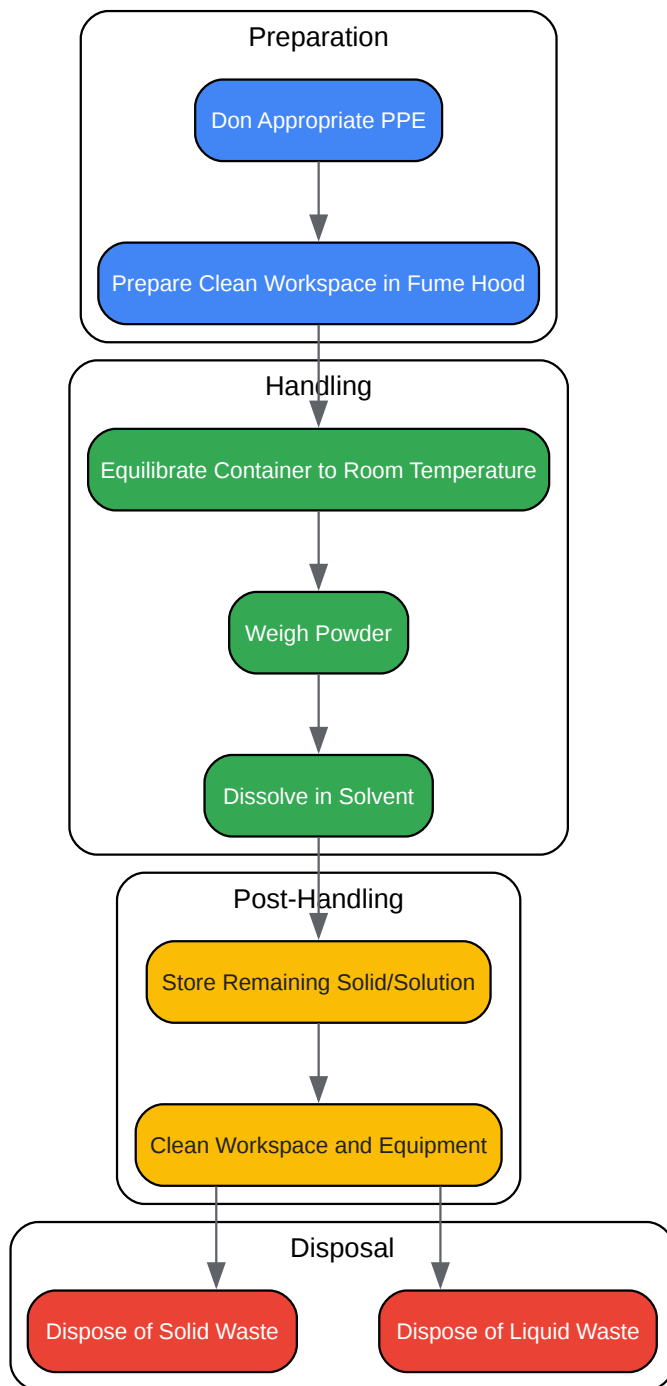 Preparation
Don Appropriate PPE
Prepare Clean Workspace in Fume Hood
Handling
Equilibrate Container to Room Temperature
Weigh Powder
Dissolve in Solvent
Post-Handling
Store Remaining Solid/Solution
Clean Workspace and Equipment
Disposal
Dispose of Solid Waste
Dispose of Liquid Waste